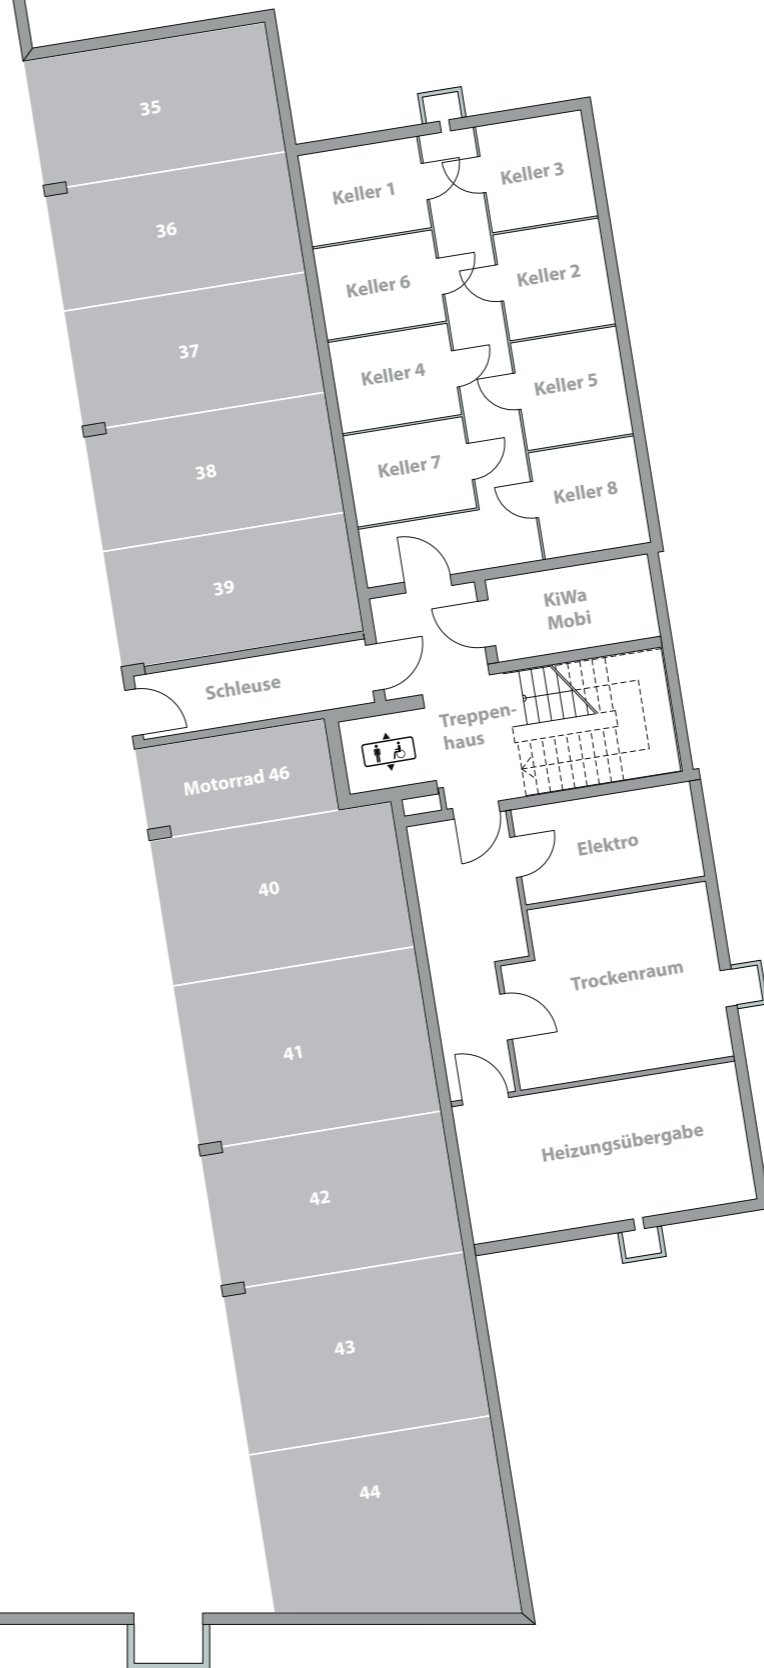 35
36
37
38
39
Keller 1
Keller 3
Keller 6
Keller 2
Keller 4
Keller 5
Keller 7
Keller 8
KiWa
Mobi
Schleuse
Treppen-
haus
Motorrad 46
Elektro
40
Trockenraum
41
Heizungsübergabe
42
43
44